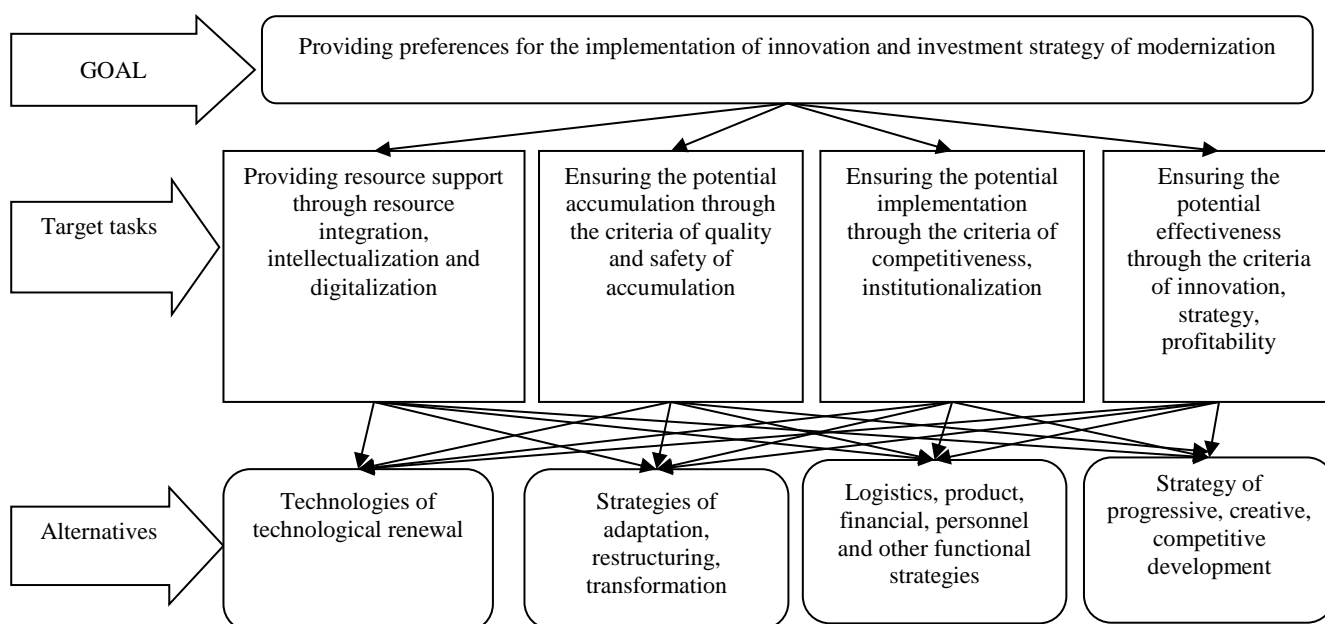 GOAL
Providing preferences for the implementation of innovation and investment strategy of modernization
Target tasks
Providing resource support
through resource
integration,
intellectualization and
digitalization
Ensuring the potential
accumulation through
the criteria of quality
and safety of
accumulation
Ensuring the potential
implementation
through the criteria of
competitiveness,
institutionalization
Ensuring the
potential
effectiveness
through the criteria
of innovation,
strategy,
profitability
Alternatives
Technologies of
technological renewal
Strategies of
adaptation,
restructuring,
transformation
Logistics, product,
financial, personnel
and other functional
strategies
Strategy of
progressive, creative,
competitive
development